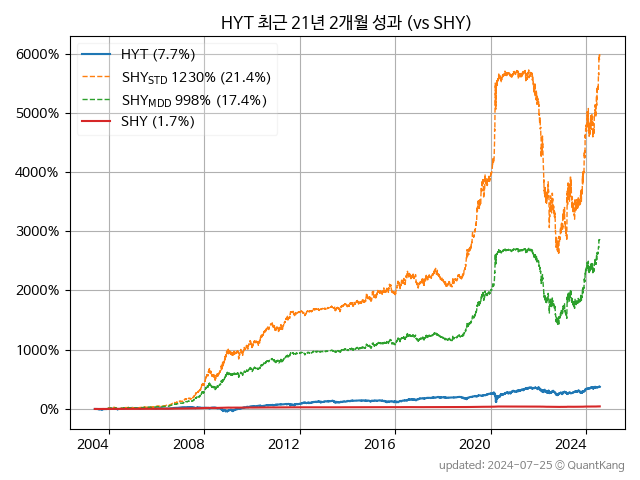 HYT 최근 21년 2개월 성과 (vs SHY)
HYT (7.7%)
SHYSTD 1230% (21.4%)
SHYMDD 998% (17.4%)
SHY (1.7%)
6000%
5000%
4000%
3000%
2000%
1000%
0%
2004 2008 2012 2016 2020 2024
updated: 2024-07-25 © QuantKang